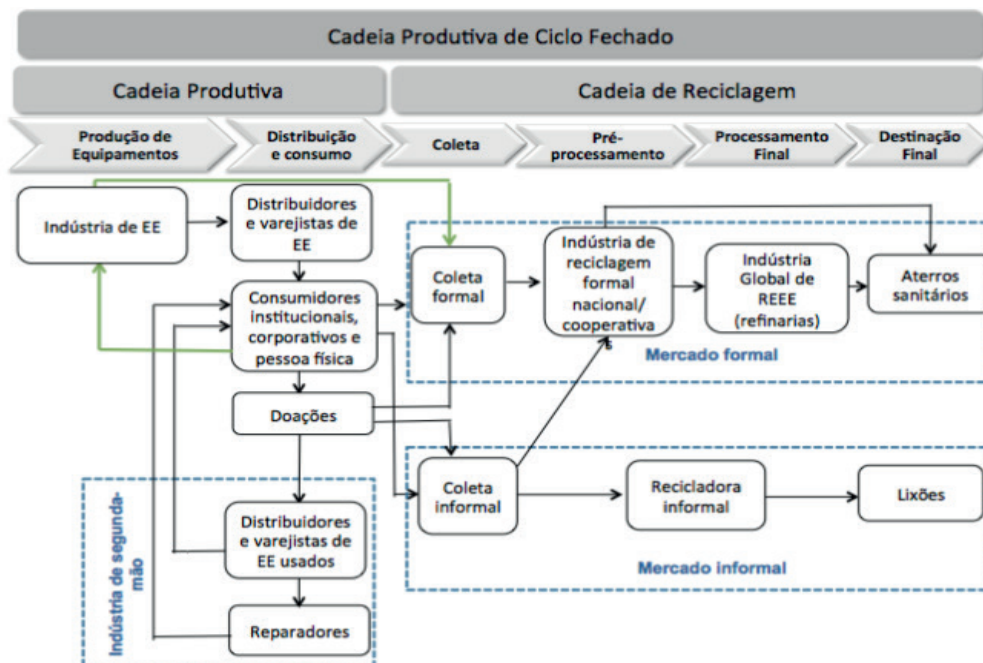 Cadeia Produtiva de Ciclo Fechado
Cadeia Produtiva
Cadeia de Reciclagem
Produção de
Equipamentos
Distribuição
e consumo
Coleta
Pré-
processamento
Processamento
Final
Destinação
Final
Indústria de EE
Distribuidores
e varejistas de
EE
Consumidores
institucionais,
corporativos e
pessoa física
Doações
Coleta
formal
Indústria de
reciclagem
formal
nacional/
cooperativa
s
Indústria
Global de
REEE
(refinarias)
Aterros
sanitários
Mercado formal
Coleta
informal
Recicladora
informal
Lixões
Mercado informal
Indústria de segunda-
mão
Distribuidores
e varejistas de
EE usados
Reparadores